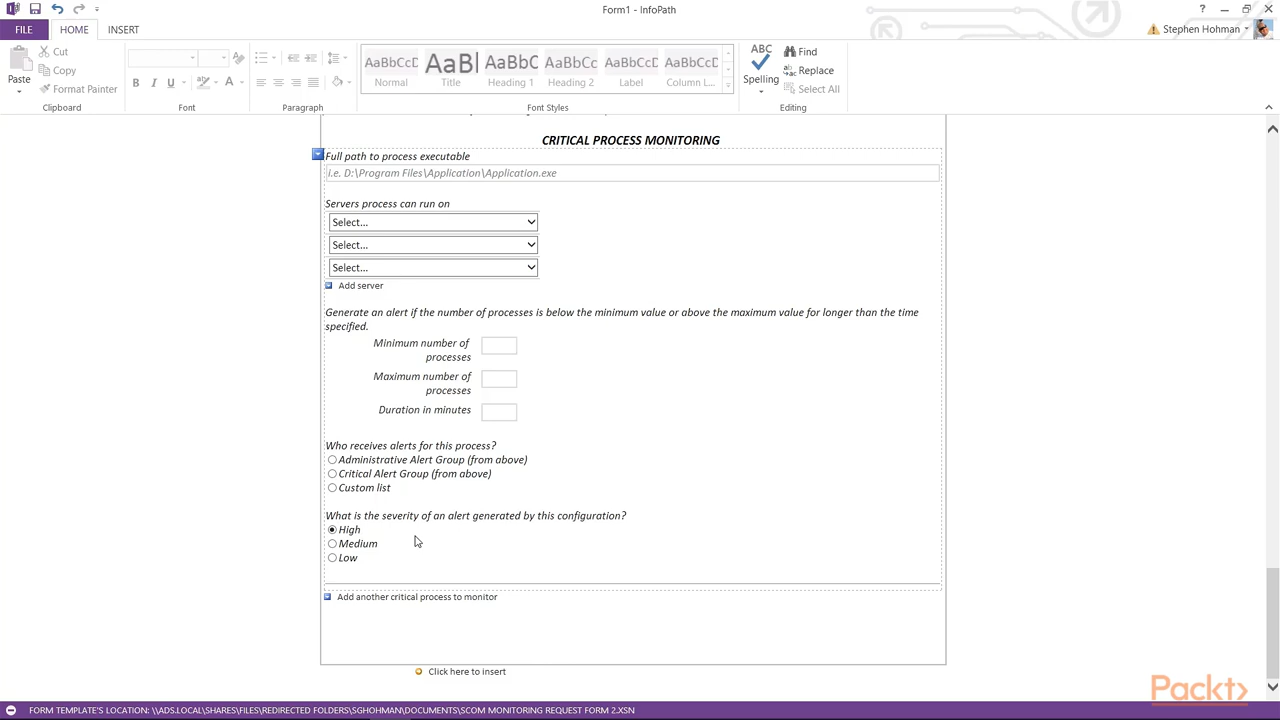 Form1 - InfoPath
FILE
HOME
INSERT
Stephen Hohman
Paste
Cut
Copy
Format Painter
Clipboard
B I U
A
Font
Paragraph
AaBbCcD
Normal
AaBl
Title
AaBbC
Heading 1
AaBbCc
Heading 2
AaBbCcD
Label
AaBbCcD
Column L...
Font Styles
ABC
Spelling
Find
Replace
Select All
Editing
CRITICAL PROCESS MONITORING
Full path to process executable
i.e. D:\Program Files\Application\Application.exe
Servers process can run on
Select...
Select...
Select...
Add server
Generate an alert if the number of processes is below the minimum value or above the maximum value for longer than the time
specified.
Minimum number of
processes
Maximum number of
processes
Duration in minutes
Who receives alerts for this process?
Administrative Alert Group (from above)
Critical Alert Group (from above)
Custom list
What is the severity of an alert generated by this configuration?
High
Medium
Low
Add another critical process to monitor
Click here to insert
Packt
FORM TEMPLATE'S LOCATION: \\ADS.LOCAL\SHARES\FILES\REDIRECTED FOLDERS\SGHOHMAN\DOCUMENTS\SCOM MONITORING REQUEST FORM 2.XSN